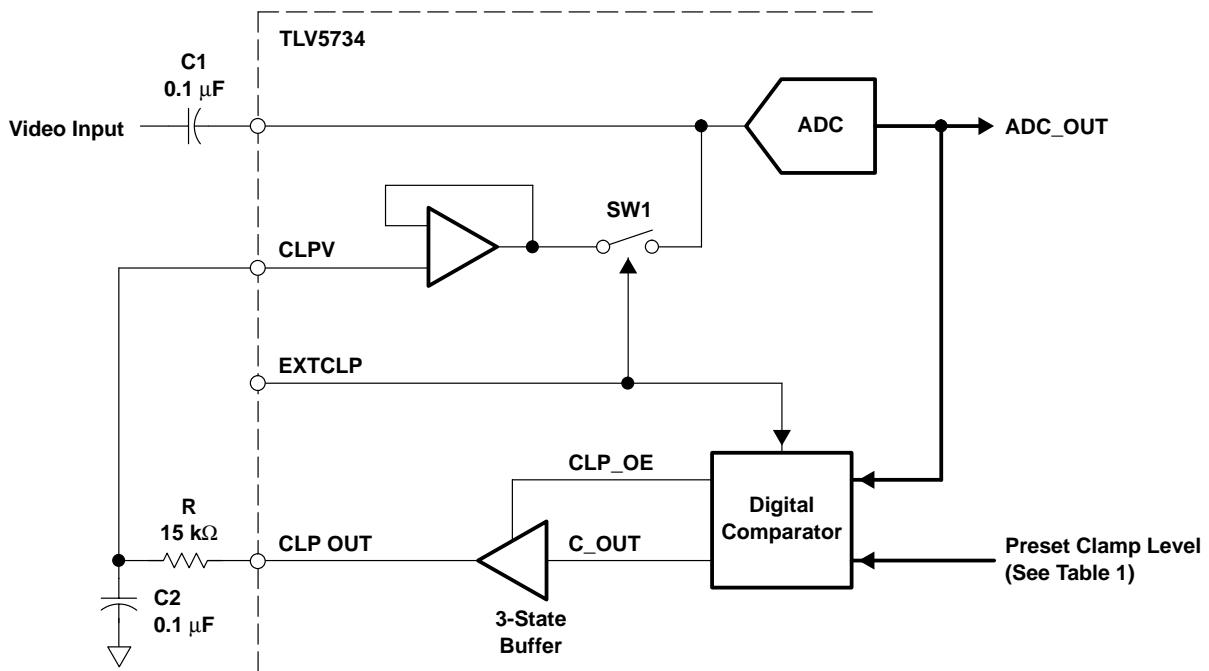 TLV5734
C1
0.1 μF
Video Input
ADC
ADC_OUT
SW1
CLPV
EXTCLP
CLP_OE
Digital
Comparator
R
15 kΩ
CLP OUT
C_OUT
Preset Clamp Level
(See Table 1)
C2
0.1 μF
3-State
Buffer